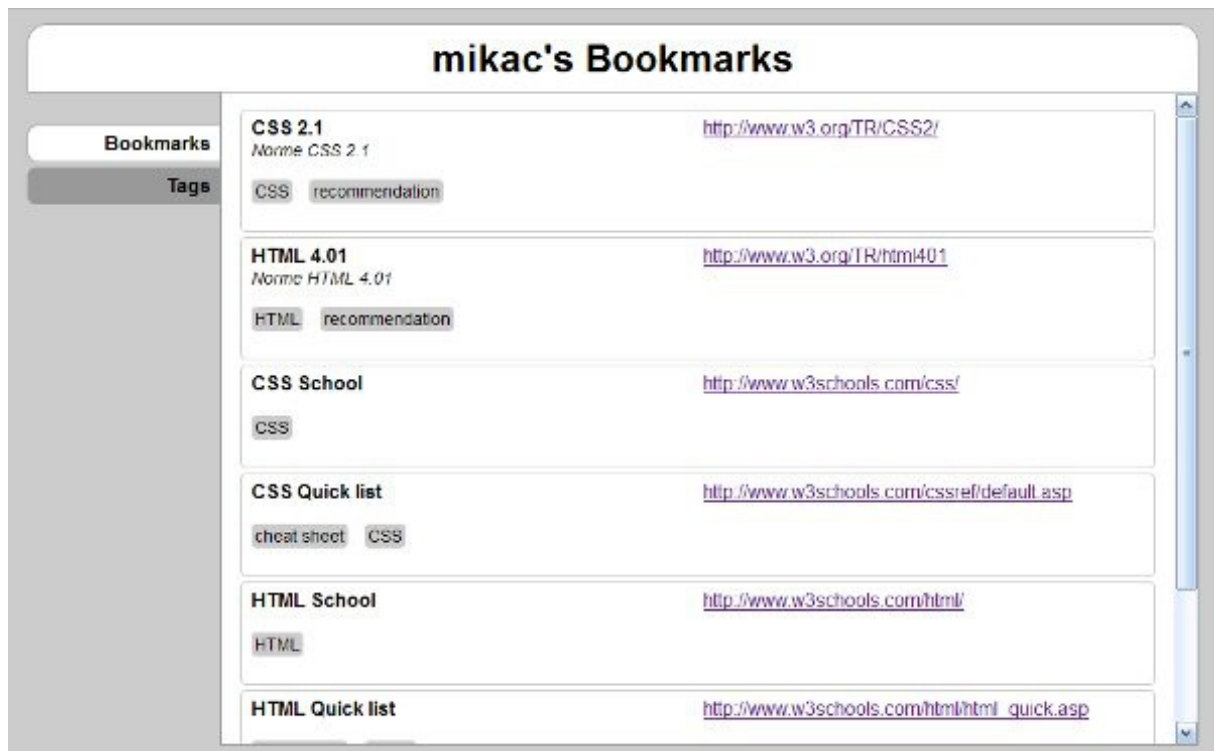 mikac's Bookmarks
Bookmarks
Tags
CSS 2.1 http://www.w3.org/TR/CSS2/
Norme CSS 2.1
CSS recommendation
HTML 4.01 http://www.w3.org/TR/html401
Norme HTML 4.01
HTML recommendation
CSS School http://www.w3schools.com/css/
CSS
CSS Quick list http://www.w3schools.com/cssref/default.asp
cheat sheet CSS
HTML School http://www.w3schools.com/html/
HTML
HTML Quick list http://www.w3schools.com/html/html_quick.asp